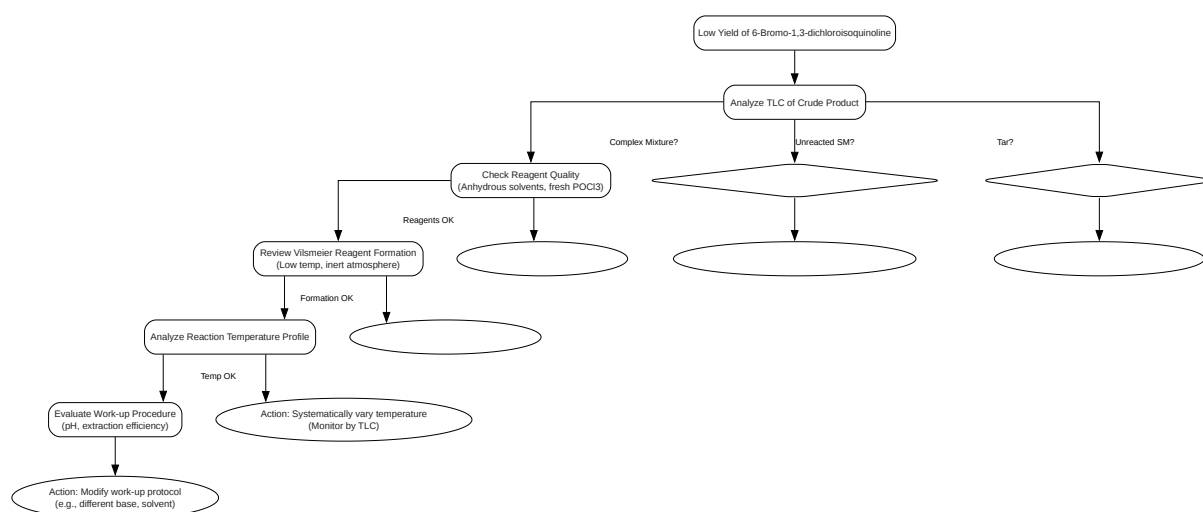 Low Yield of 6-Bromo-1,3-dichloroisoquinoline
Analyze TLC of Crude Product
Complex Mixture?
Unreacted SM?
Tar?
Check Reagent Quality
(Anhydrous solvents, fresh POCl3)
Reagents OK
Review Vilsmeier Reagent Formation
(Low temp, inert atmosphere)
Formation OK
Analyze Reaction Temperature Profile
Temp OK
Evaluate Work-up Procedure
(pH, extraction efficiency)
Action: Systematically vary temperature
(Monitor by TLC)
Action: Modify work-up protocol
(e.g., different base, solvent)